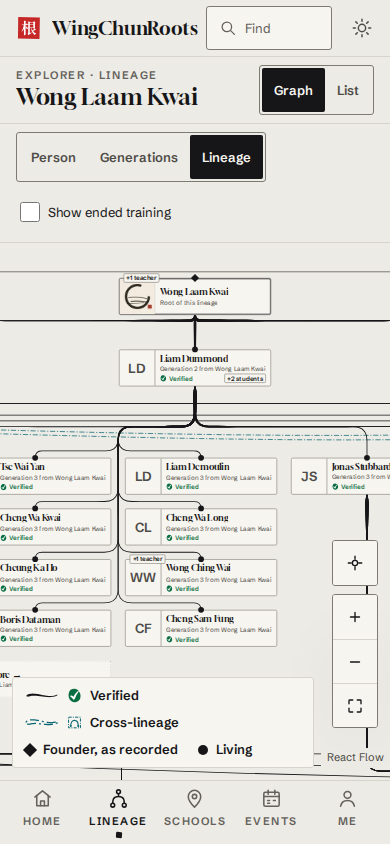 根 WingChunRoots Find
EXPLORER · LINEAGE
Wong Laam Kwai
Graph List
Person Generations Lineage
Show ended training
+1 teacher
Wong Laam Kwai
Root of this lineage
LD
Liam Dummond
Generation 2 from Wong Laam Kwai
Verified
+2 students
Tsc Wai Yan
Generation 3 from Wong Laam Kwai
Verified
LD
Liam Demoulin
Generation 3 from Wong Laam Kwai
Verified
JS
Jonas Stubbard
Generation 3 from W
Verified
Cheng Wa Kwai
Generation 3 from Wong Laam Kwai
Verified
CL
Cheng Wa Long
Generation 3 from Wong Laam Kwai
Verified
Cheung Ka Ho
Generation 3 from Wong Laam Kwai
Verified
+1 teacher
WW
Wong Ching Wai
Generation 3 from Wong Laam Kwai
Verified
Boris Dataman
Generation 3 from Wong Laam Kwai
Verified
CF
Cheng Sam Fung
Generation 3 from Wong Laam Kwai
Verified
Verified
Cross-lineage
Founder, as recorded
Living
React Flow
HOME LINEAGE SCHOOLS EVENTS ME